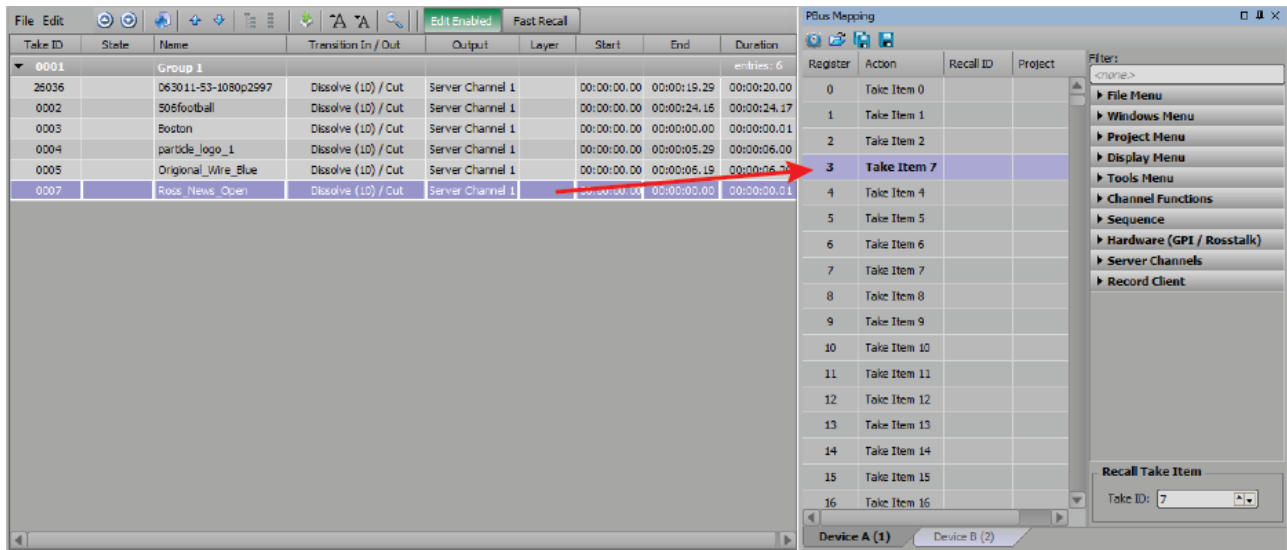 File Edit Edit Enabled Fast Recall
Take ID State Name Transition In / Out Output Layer Start End Duration
0001 Group 1 entries: 6
26036 063011-53-1080p2997 Dissolve (10) / Cut Server Channel 1 00:00:00.00 00:00:19.29 00:00:20.00
0002 506football Dissolve (10) / Cut Server Channel 1 00:00:00.00 00:00:24.16 00:00:24.17
0003 Boston Dissolve (10) / Cut Server Channel 1 00:00:00.00 00:00:00.00 00:00:00.01
0004 particle_logo_1 Dissolve (10) / Cut Server Channel 1 00:00:00.00 00:00:05.29 00:00:06.00
0005 Origional_Wire_Blue Dissolve (10) / Cut Server Channel 1 00:00:00.00 00:00:06.19
0007 Ross_News_Open Dissolve (10) / Cut Server Channel 1 00:00:00.00 00:00:00.00 00:00:00.01
PBus Mapping
Register Action Recall ID Project
0 Take Item 0
1 Take Item 1
2 Take Item 2
3 Take Item 7
4 Take Item 4
5 Take Item 5
6 Take Item 6
7 Take Item 7
8 Take Item 8
9 Take Item 9
10 Take Item 10
11 Take Item 11
12 Take Item 12
13 Take Item 13
14 Take Item 14
15 Take Item 15
16 Take Item 16
Device A (1) Device B (2)
Filter:
<none>
File Menu
Windows Menu
Project Menu
Display Menu
Tools Menu
Channel Functions
Sequence
Hardware (GPI / Rosstalk)
Server Channels
Record Client
Recall Take Item
Take ID: 7